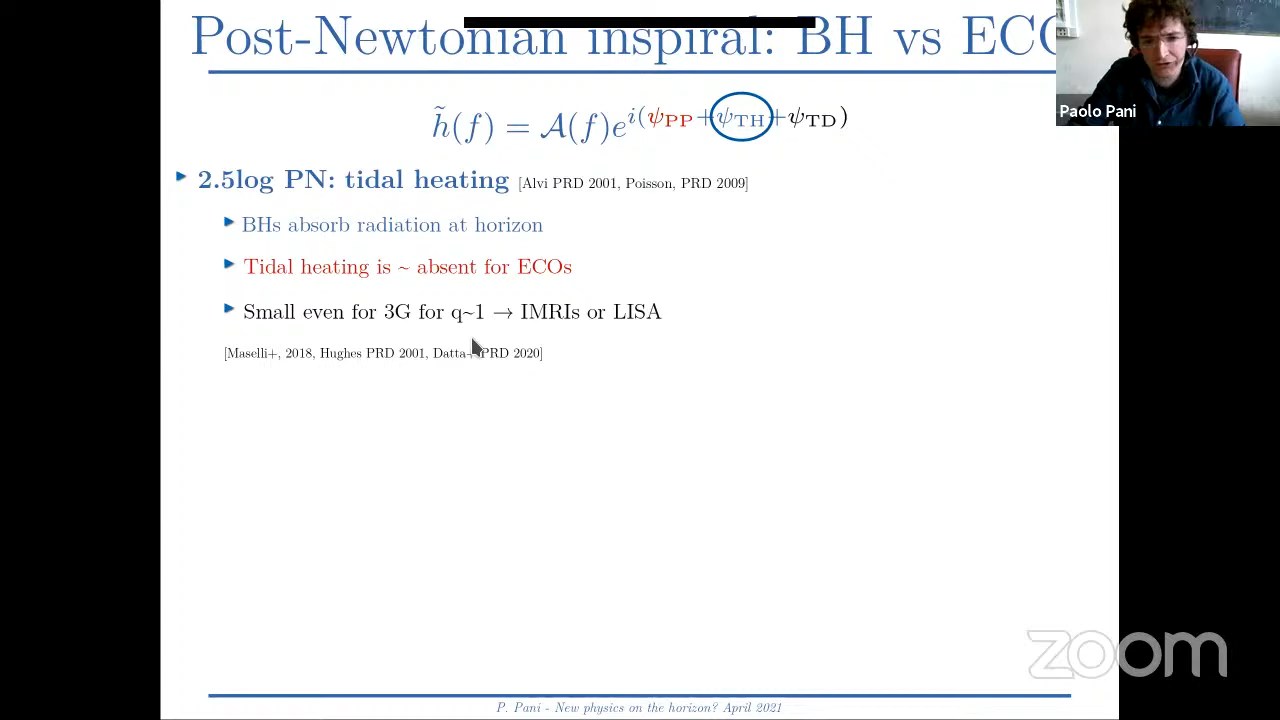 Post-Newtonian inspiral: BH vs ECO
Paolo Pani
h̃(f) = 𝒜(f)e^{i(ψ_PP+ψ_TH+ψ_TD)}
2.5log PN: tidal heating [Alvi PRD 2001, Poisson, PRD 2009]
BHs absorb radiation at horizon
Tidal heating is ~ absent for ECOs
Small even for 3G for q~1 → IMRIs or LISA
[Maselli+, 2018, Hughes PRD 2001, Datta+ PRD 2020]
zoom
P. Pani - New physics on the horizon? April 2021